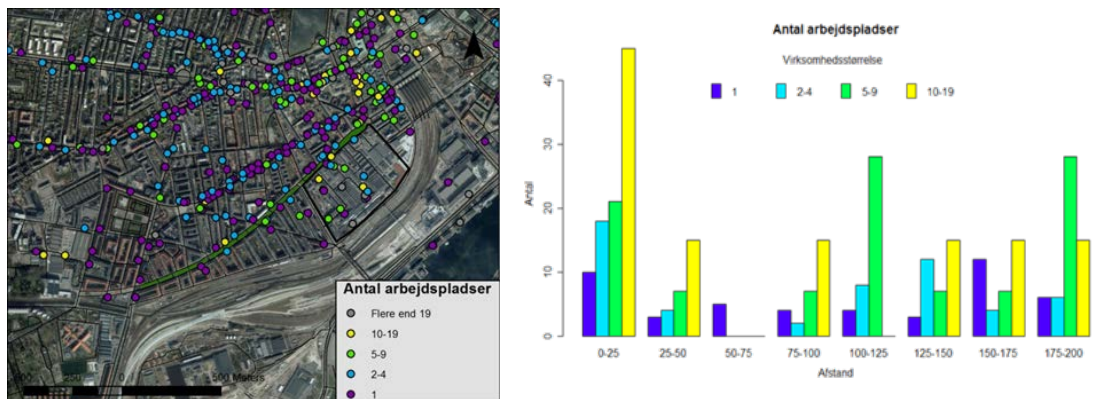 Antal arbejdspladser
Flere end 19
10-19
5-9
2-4
1
0
500 Meters
Antal arbejdspladser
Virksomhedsstørrelse
1 2-4 5-9 10-19
Antal
0 10 20 30 40
0-25 25-50 50-75 75-100 100-125 125-150 150-175 175-200
Afstand